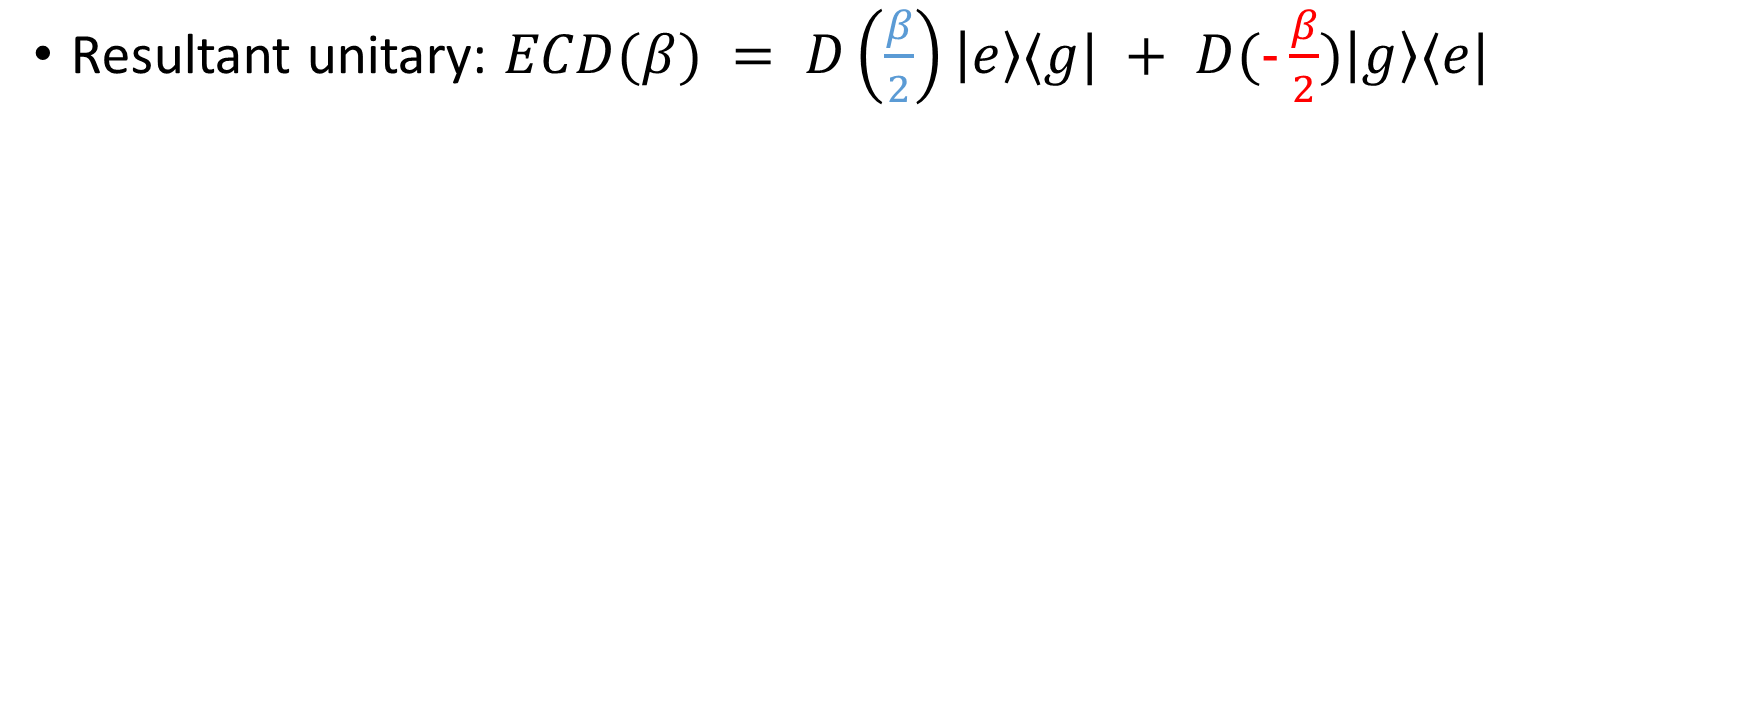 • Resultant unitary: 𝐸𝐶𝐷(𝛽) = 𝐷(𝛽/2)|𝑒⟩⟨𝑔| + 𝐷(-𝛽/2)|𝑔⟩⟨𝑒|